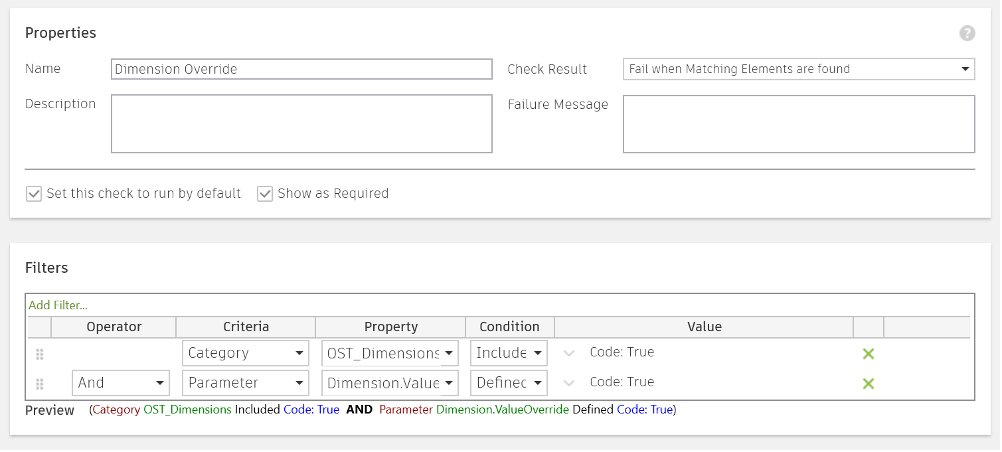 Properties
?
Name Dimension Override Check Result Fail when Matching Elements are found
Description Failure Message
Set this check to run by default Show as Required
Filters
Add Filter...
Operator Criteria Property Condition Value
Category OST_Dimensions Include Code: True
And Parameter Dimension.Value Defined Code: True
Preview (Category OST_Dimensions Included Code: True AND Parameter Dimension.ValueOverride Defined Code: True)